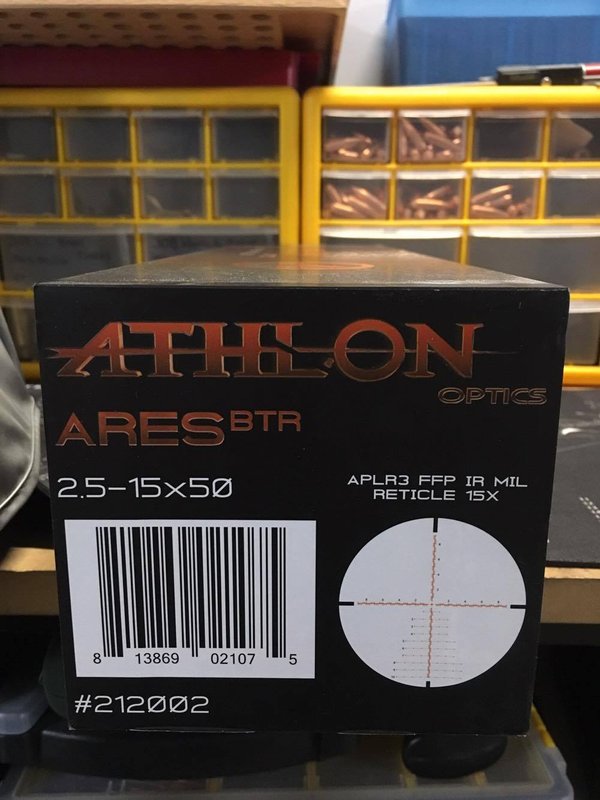 ATHLON
OPTICS
ARES BTR
2.5-15x50
APLR3 FFP IR MIL
RETICLE 15X
8 13869 02107 5
#212002